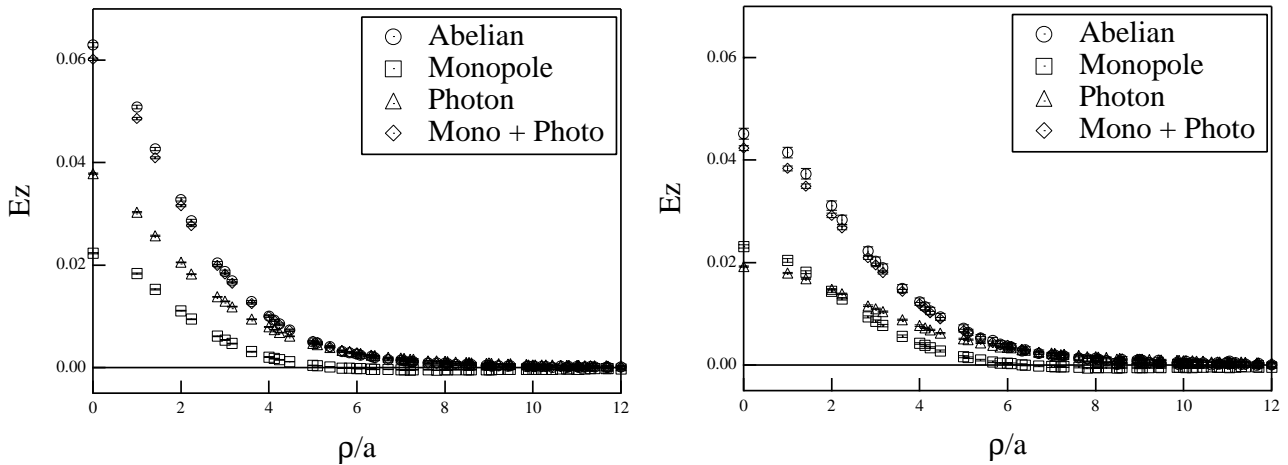 Abelian
Monopole
Photon
Mono + Photo
0.06
0.04
0.02
0.00
Ez
0 2 4 6 8 10 12
ρ/a
Abelian
Monopole
Photon
Mono + Photo
0.06
0.04
0.02
0.00
Ez
0 2 4 6 8 10 12
ρ/a